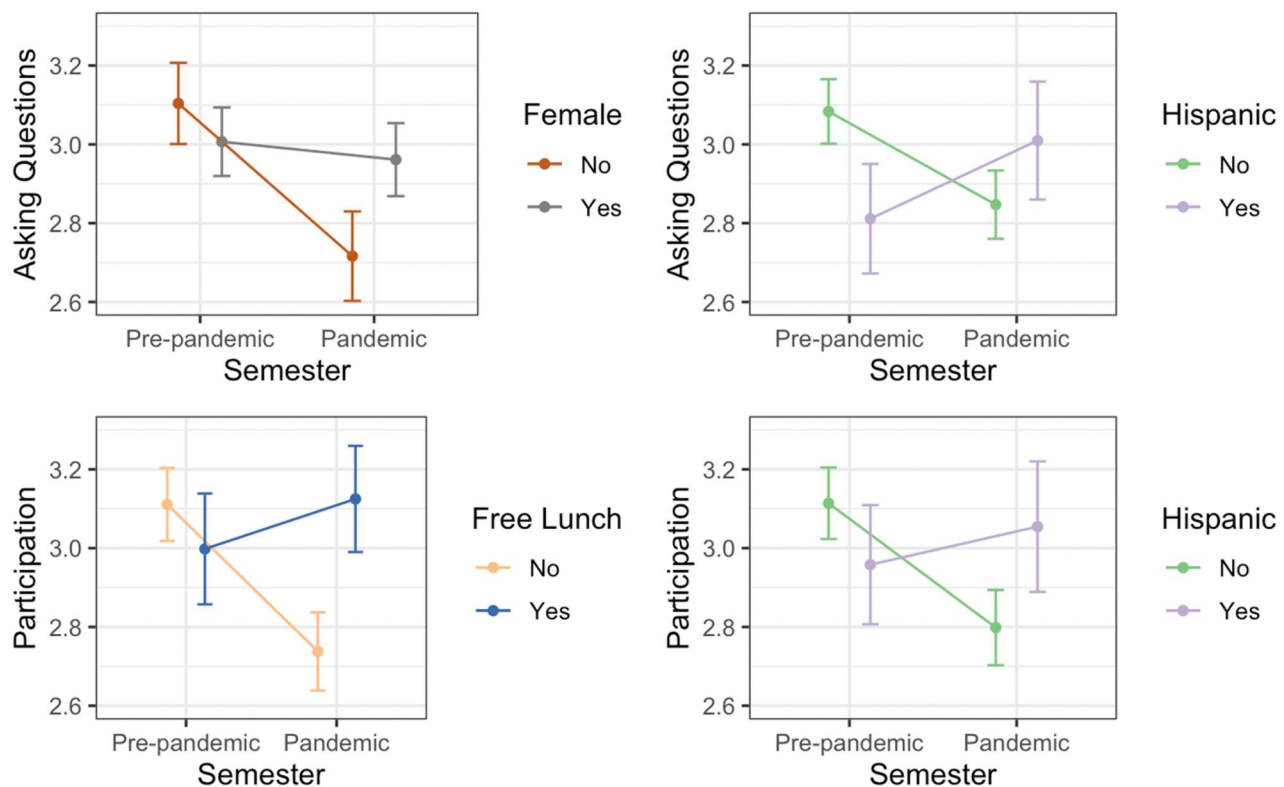 Asking Questions
3.2
3.0
2.8
2.6
Pre-pandemic
Pandemic
Semester
Female
No
Yes
Asking Questions
3.2
3.0
2.8
2.6
Pre-pandemic
Pandemic
Semester
Hispanic
No
Yes
Participation
3.2
3.0
2.8
2.6
Pre-pandemic
Pandemic
Semester
Free Lunch
No
Yes
Participation
3.2
3.0
2.8
2.6
Pre-pandemic
Pandemic
Semester
Hispanic
No
Yes